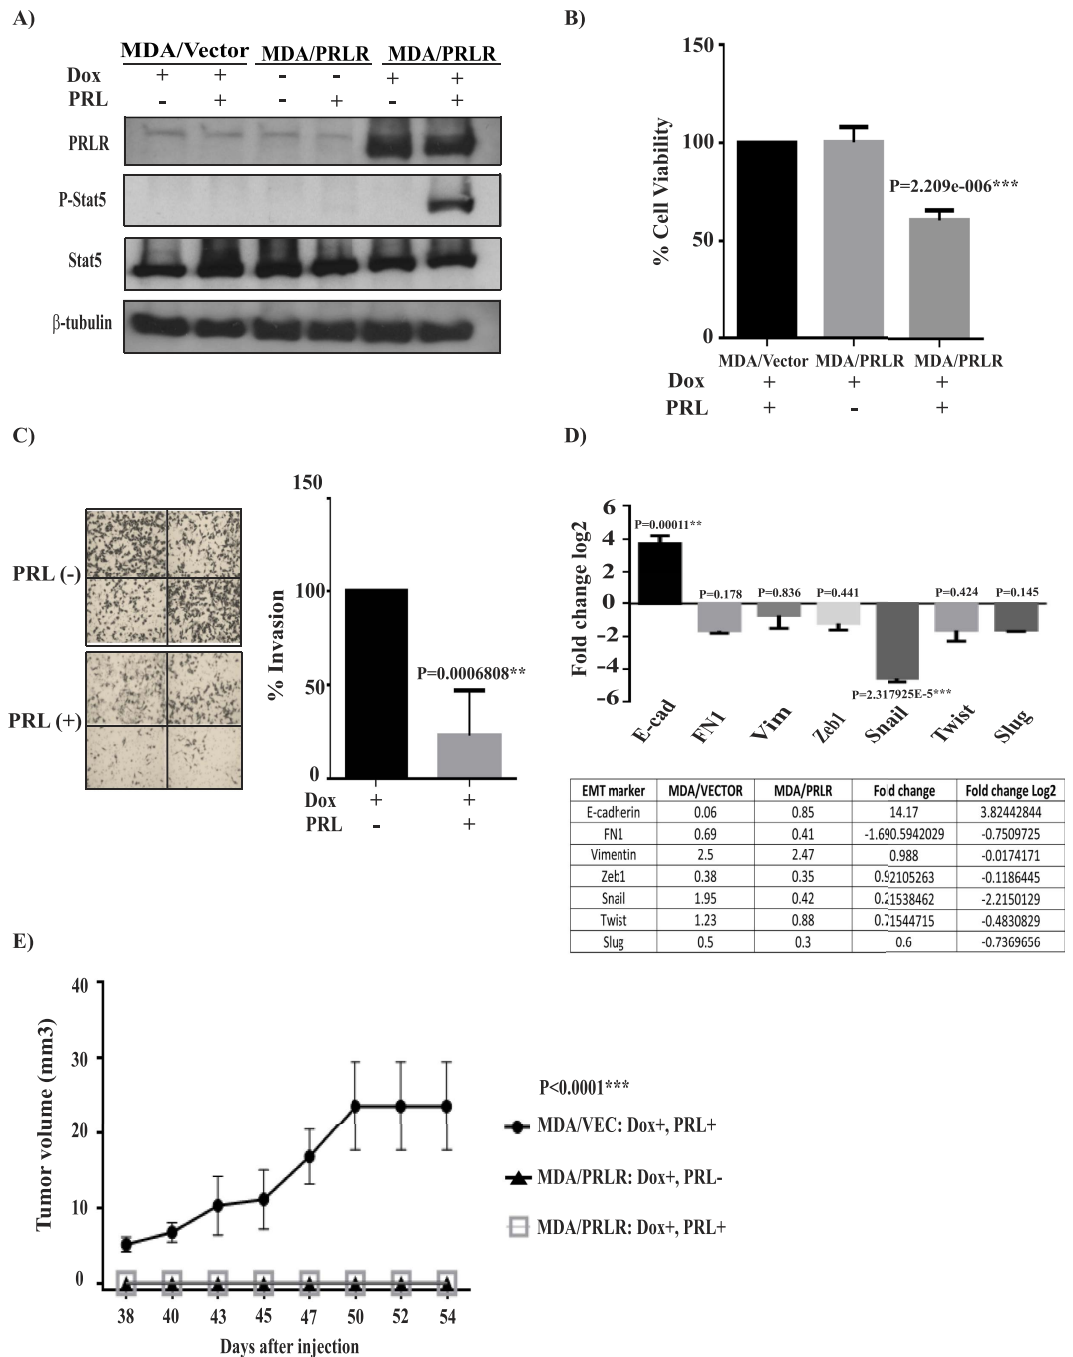 A)
MDA/Vector MDA/PRLR MDA/PRLR
Dox + + - - + +
PRL - + - + - +
PRLR
P-Stat5
Stat5
β-tubulin
B)
% Cell Viability
150
100
50
0
P=2.209e-006***
MDA/Vector MDA/PRLR MDA/PRLR
Dox + + +
PRL + - +
C)
PRL (-)
PRL (+)
% Invasion
150
100
50
0
P=0.0006808**
Dox + +
PRL - +
D)
Fold change log2
6
4
2
0
-2
-4
-6
P=0.00011**
P=0.178
P=0.836
P=0.441
P=2.317925E-5***
P=0.424
P=0.145
E-cad FN1 Vim Zeb1 Snail Twist Slug
EMT marker MDA/VECTOR MDA/PRLR Fold change Fold change Log2
E-cadherin 0.06 0.85 14.17 3.82442844
FN1 0.69 0.41 -1.690.5942029 -0.7509725
Vimentin 2.5 2.47 0.988 -0.0174171
Zeb1 0.38 0.35 0.92105263 -0.1186445
Snail 1.95 0.42 0.21538462 -2.2150129
Twist 1.23 0.88 0.71544715 -0.4830829
Slug 0.5 0.3 0.6 -0.7369656
E)
Tumor volume (mm3)
40
30
20
10
0
38 40 43 45 47 50 52 54
Days after injection
P<0.0001***
MDA/VEC: Dox+, PRL+
MDA/PRLR: Dox+, PRL-
MDA/PRLR: Dox+, PRL+